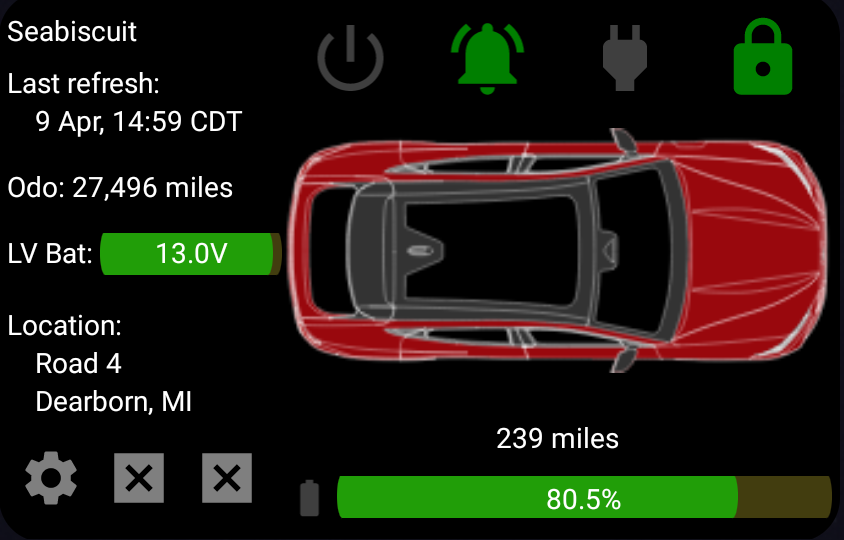 Seabiscuit
Last refresh:
9 Apr, 14:59 CDT
Odo: 27,496 miles
LV Bat: 13.0V
Location:
Road 4
Dearborn, MI
239 miles
80.5%